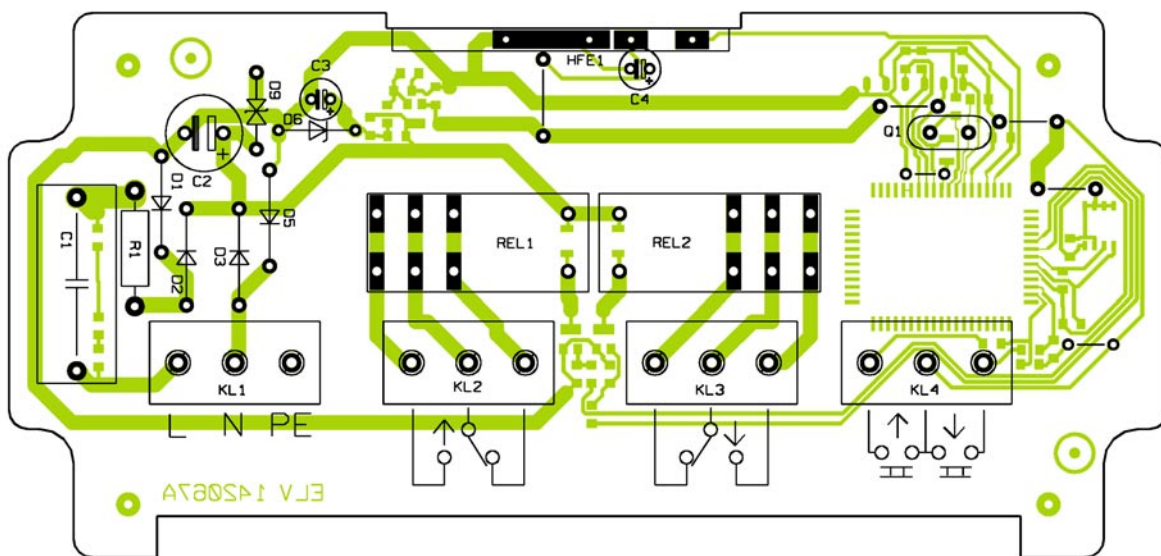 HFE1
C3
C4
D9
D6
Q1
C2
D1
D5
C1
R1
D3
D2
REL1
REL2
KL1
KL2
KL3
KL4
L N PE
ELV 142067A